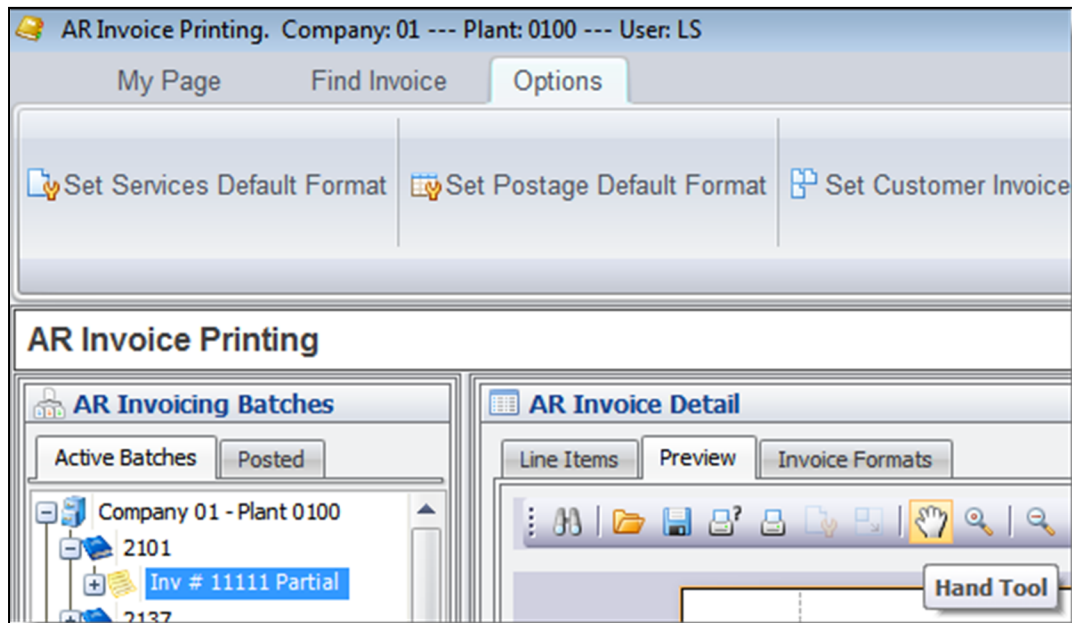 AR Invoice Printing. Company: 01 --- Plant: 0100 --- User: LS
My Page Find Invoice Options
Set Services Default Format Set Postage Default Format Set Customer Invoice
AR Invoice Printing
AR Invoicing Batches
Active Batches Posted
Company 01 - Plant 0100
2101
Inv # 11111 Partial
2137
AR Invoice Detail
Line Items Preview Invoice Formats
Hand Tool